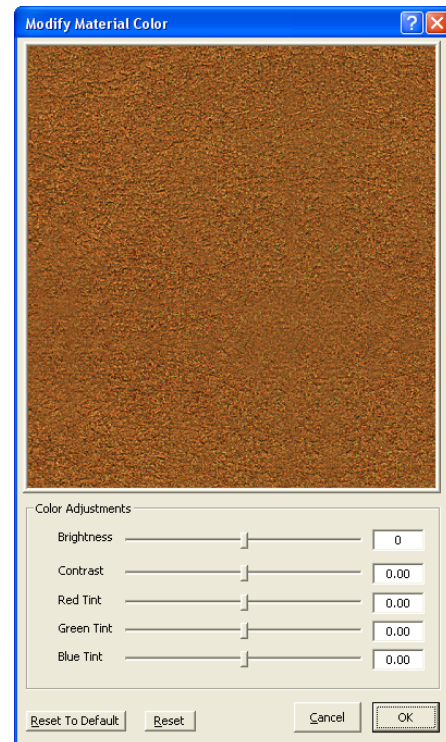 Modify Material Color
Color Adjustments
Brightness 0
Contrast 0.00
Red Tint 0.00
Green Tint 0.00
Blue Tint 0.00
Reset To Default Reset Cancel OK